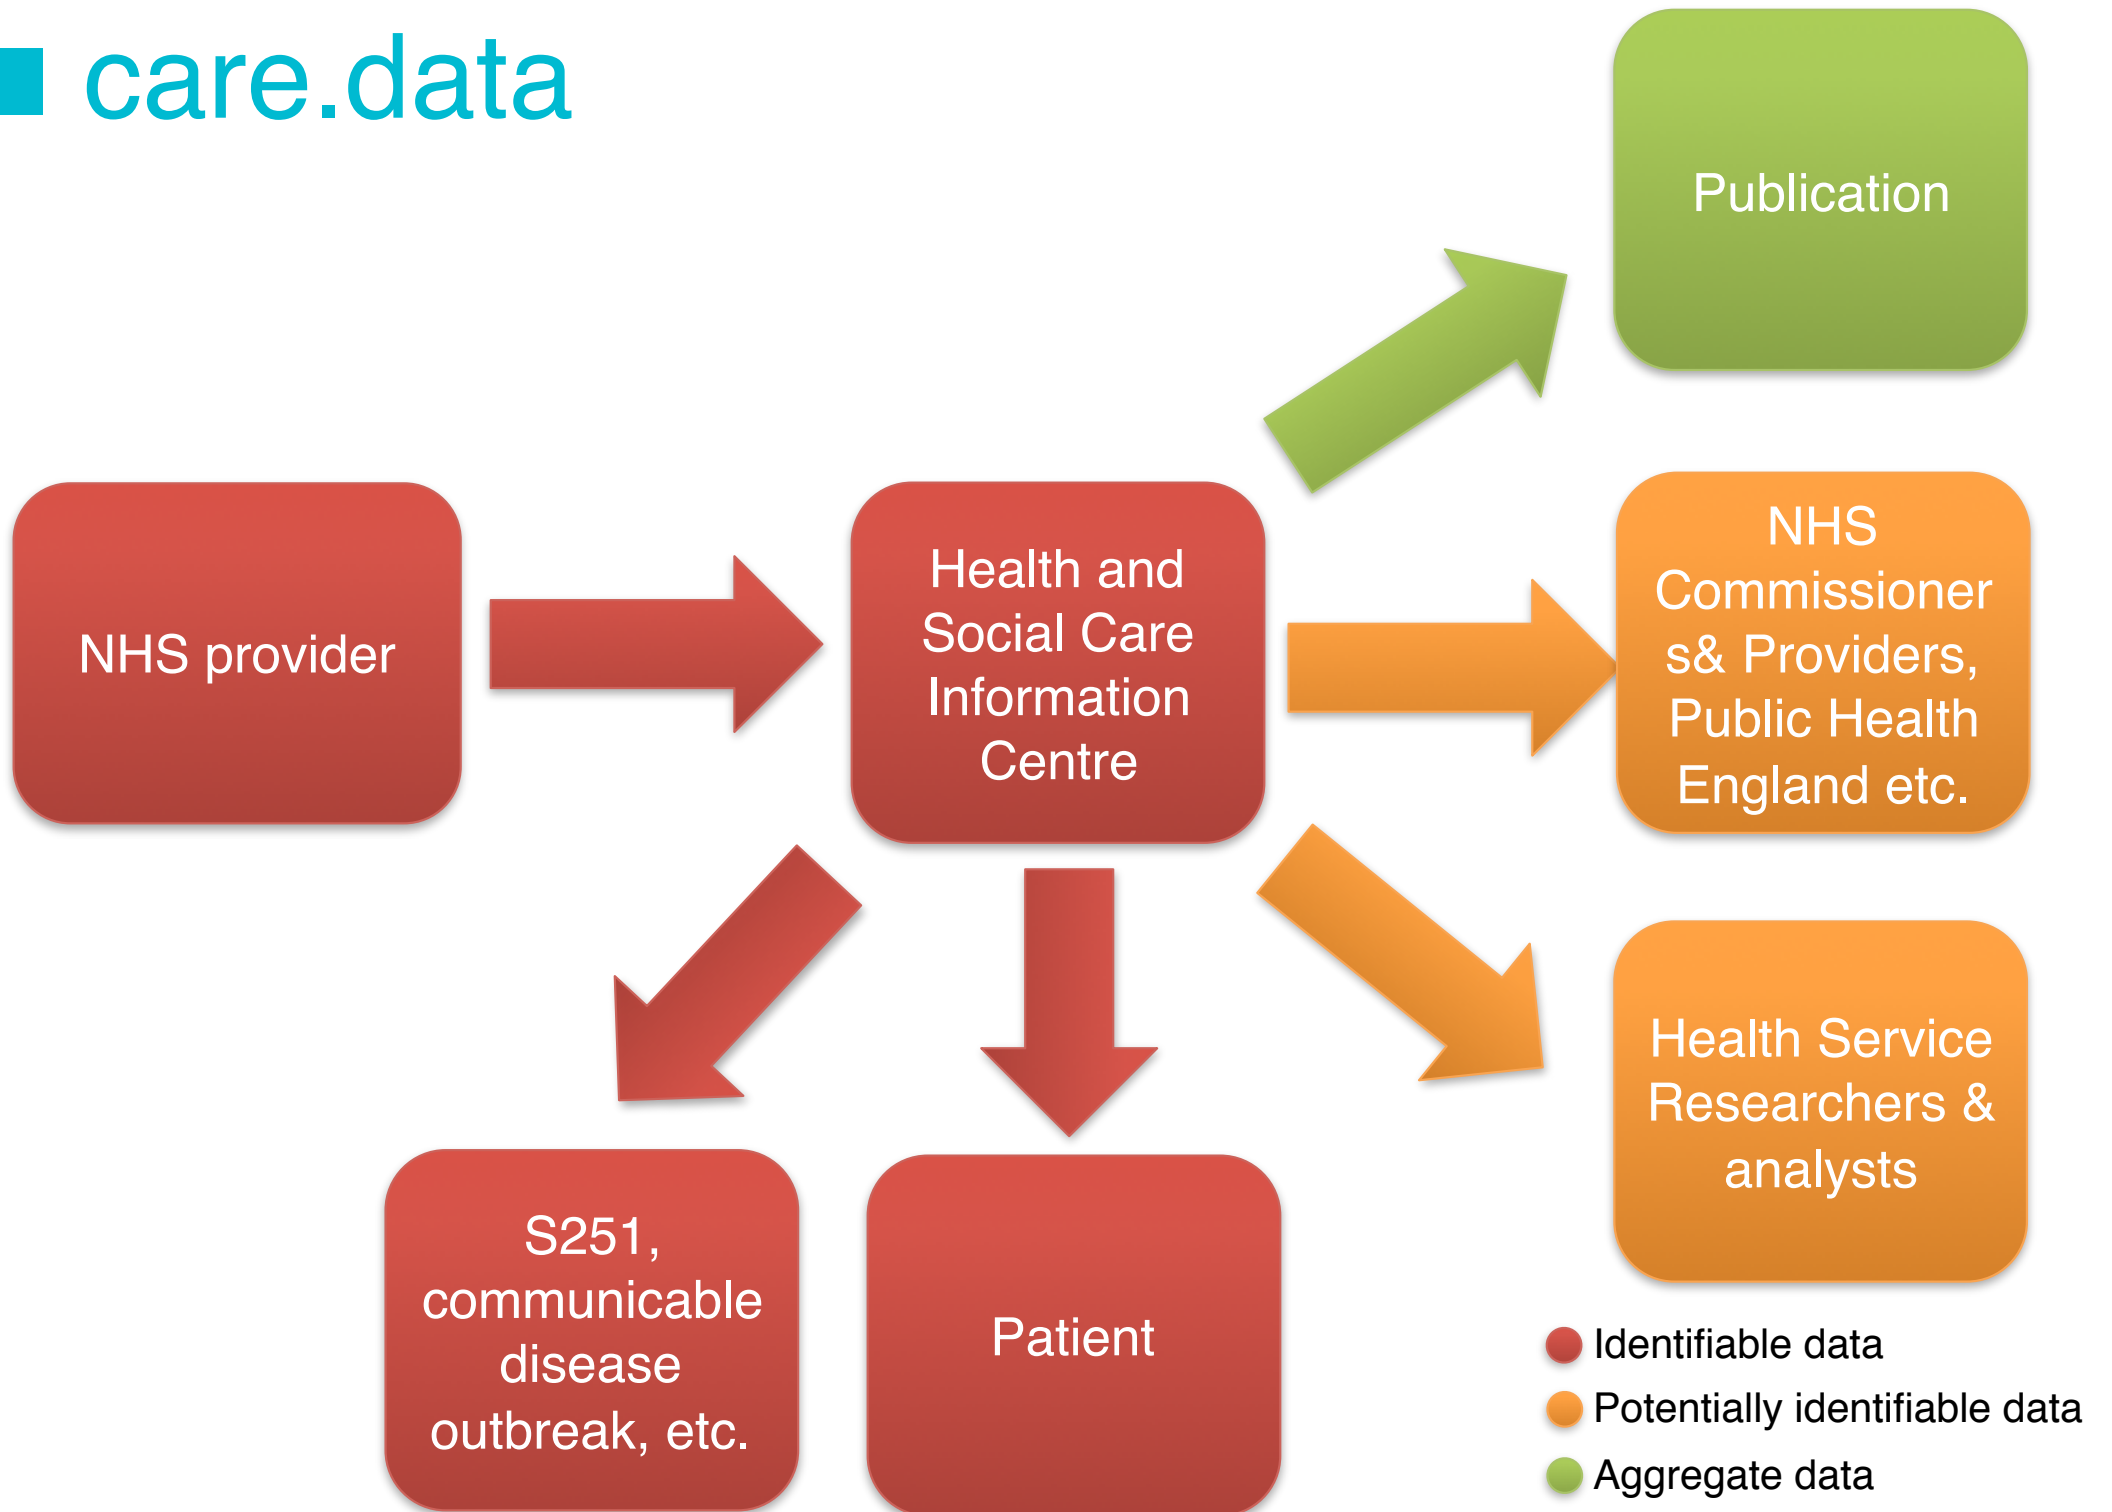 care.data
Publication
NHS provider
Health and
Social Care
Information
Centre
NHS
Commissioner
s& Providers,
Public Health
England etc.
Health Service
Researchers &
analysts
S251,
communicable
disease
outbreak, etc.
Patient
Identifiable data
Potentially identifiable data
Aggregate data